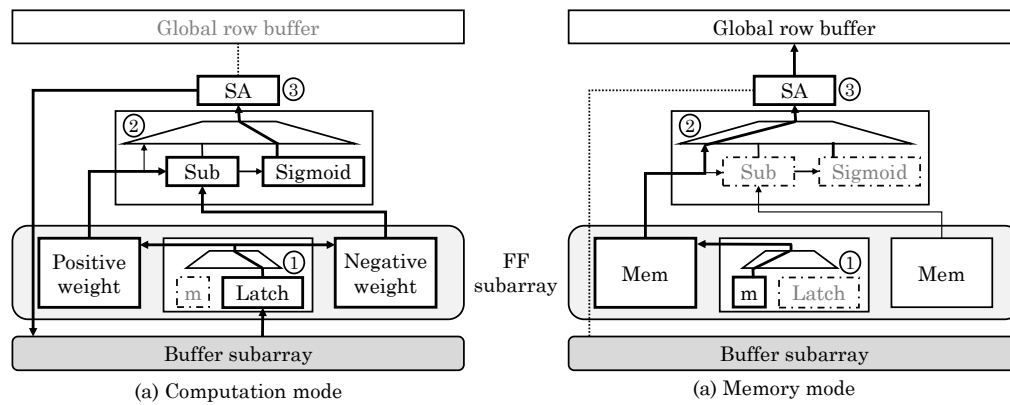 Global row buffer
SA
③
②
Sub
Sigmoid
Positive
weight
①
m
Latch
Negative
weight
Buffer subarray
(a) Computation mode
FF
subarray
Global row buffer
SA
③
②
Sub
Sigmoid
Mem
①
m
Latch
Mem
Buffer subarray
(a) Memory mode